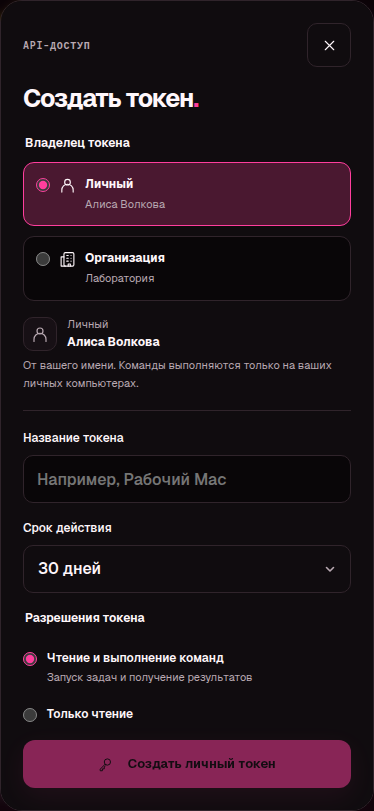 API-ДОСТУП
Создать токен.
Владелец токена
Личный
Алиса Волкова
Организация
Лаборатория
Личный
Алиса Волкова
От вашего имени. Команды выполняются только на ваших
личных компьютерах.
Название токена
Например, Рабочий Mac
Срок действия
30 дней
Разрешения токена
Чтение и выполнение команд
Запуск задач и получение результатов
Только чтение
Создать личный токен